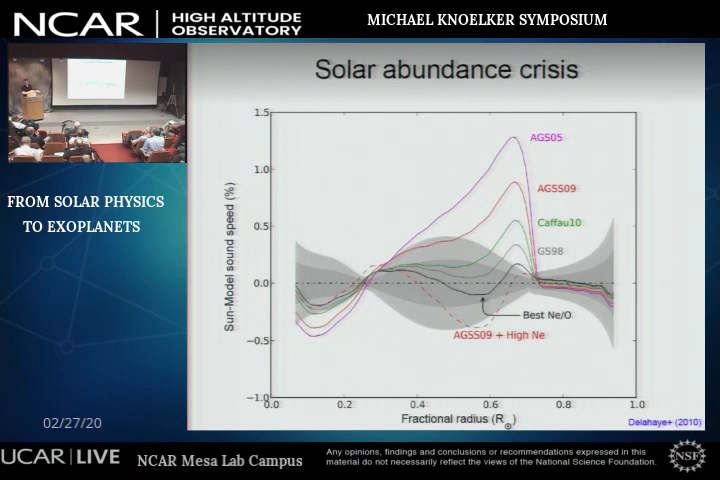 NCAR
HIGH ALTITUDE
OBSERVATORY
MICHAEL KNOELKER SYMPOSIUM
Solar abundance crisis
1.5
1.0
0.5
0.0
−0.5
−1.0
Sun-Model sound speed (%)
AGS05
AGSS09
Caffau10
GS98
Best Ne/O
AGSS09 + High Ne
0.0 0.2 0.4 0.6 0.8 1.0
Fractional radius (R⊙)
Delahaye+ (2010)
FROM SOLAR PHYSICS
TO EXOPLANETS
02/27/20
UCAR|LIVE
NCAR Mesa Lab Campus
Any opinions, findings and conclusions or recommendations expressed in this
material do not necessarily reflect the views of the National Science Foundation.
NSF